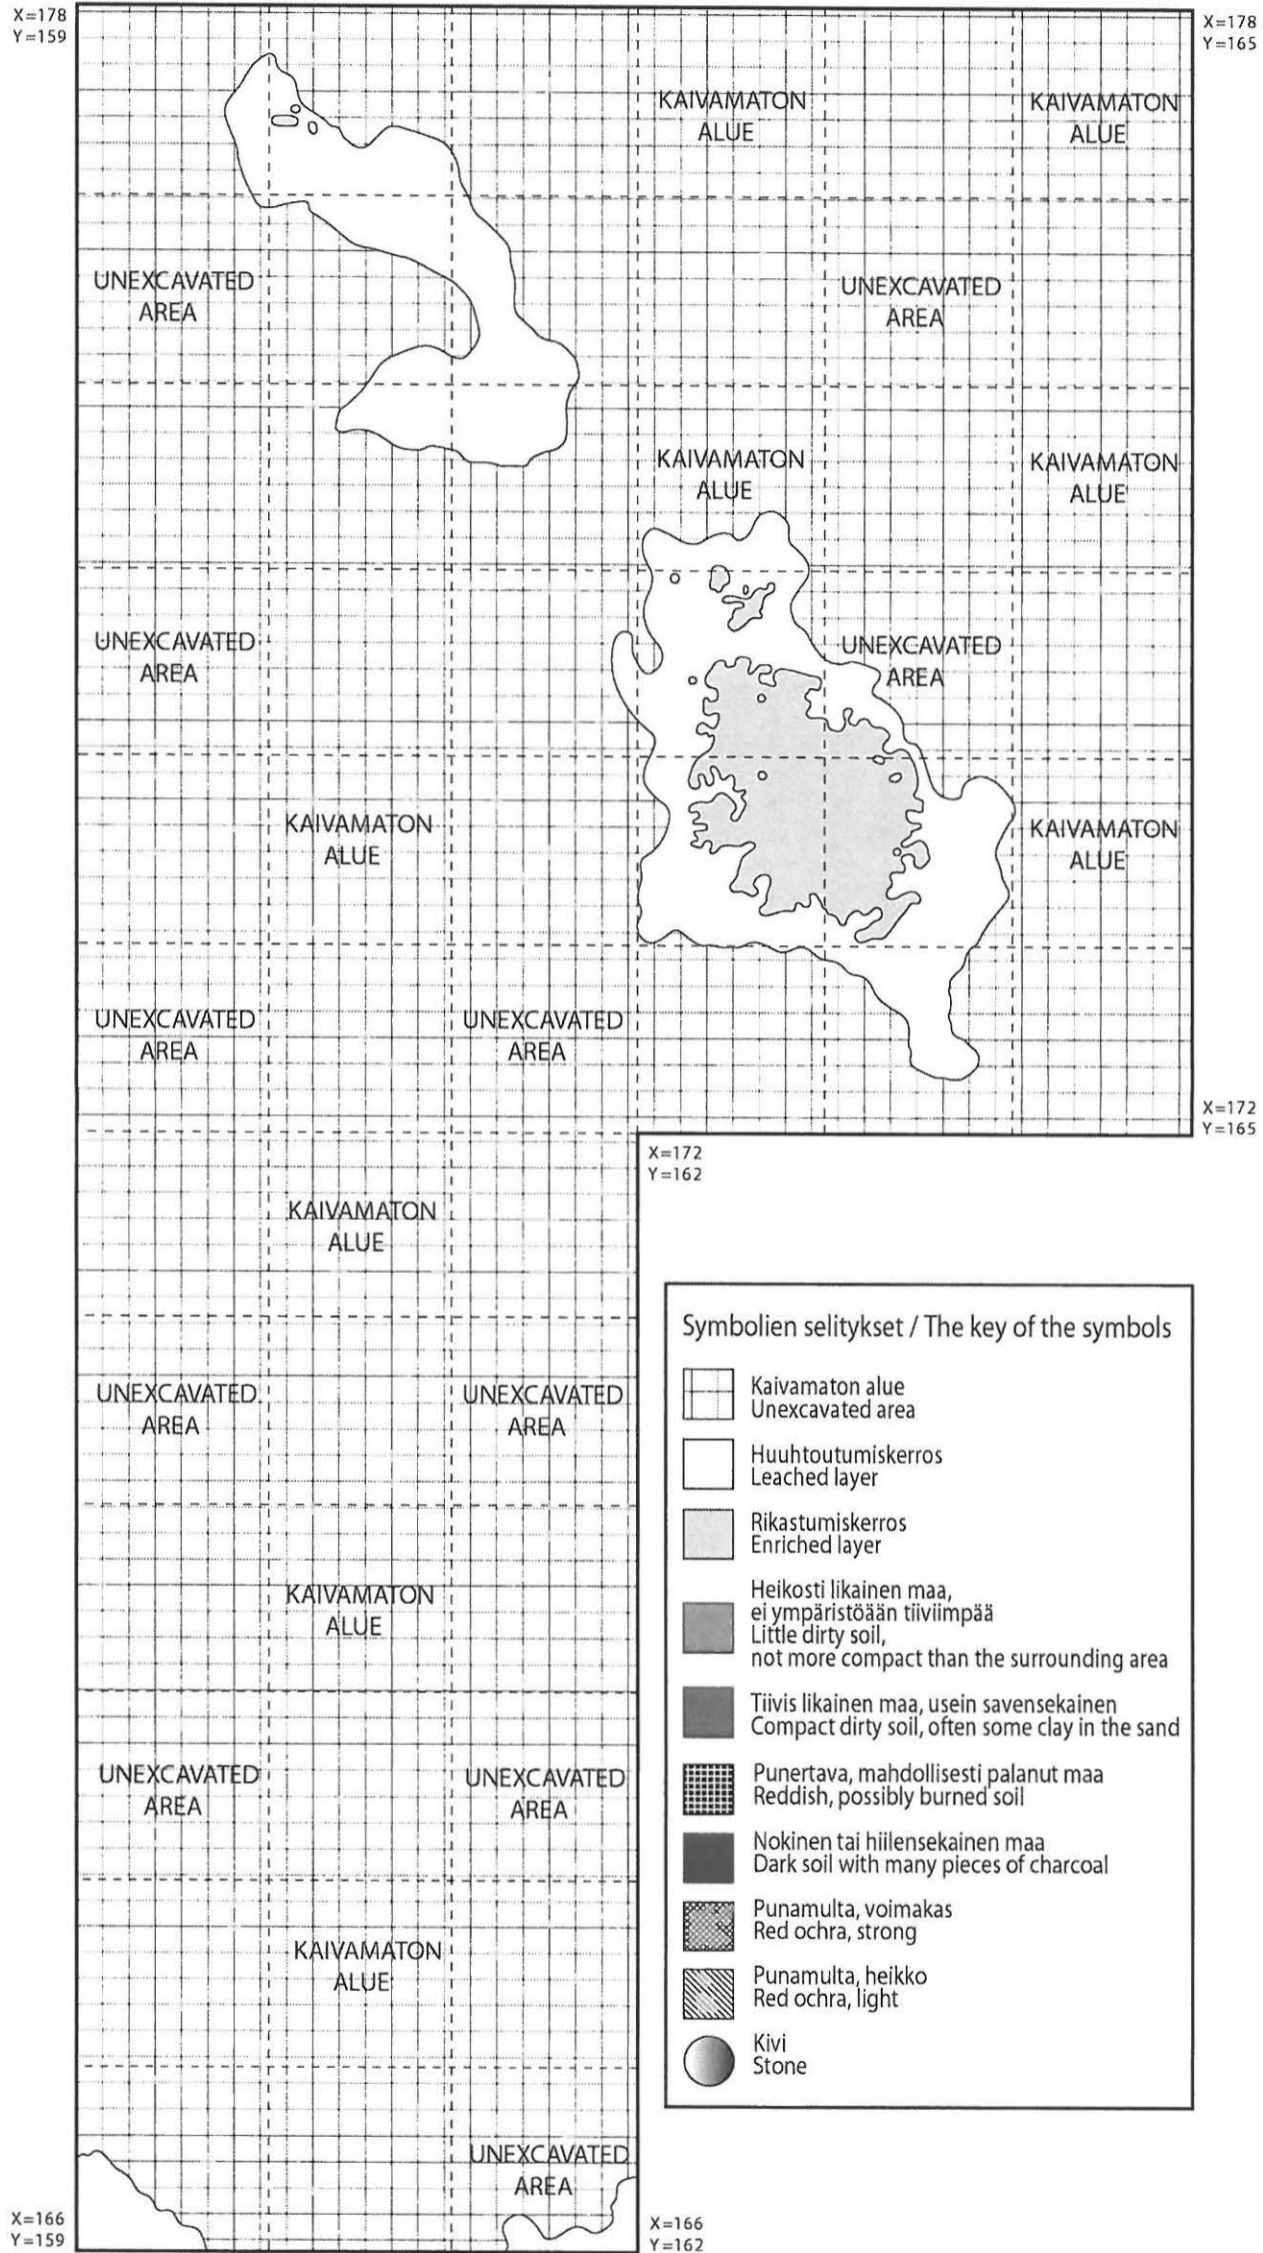 X=178
Y=159
X=178
Y=165
KAIVAMATON
ALUE
KAIVAMATON
ALUE
UNEXCAVATED
AREA
UNEXCAVATED
AREA
KAIVAMATON
ALUE
KAIVAMATON
ALUE
UNEXCAVATED
AREA
UNEXCAVATED
AREA
KAIVAMATON
ALUE
KAIVAMATON
ALUE
UNEXCAVATED
AREA
UNEXCAVATED
AREA
X=172
Y=165
X=172
Y=162
KAIVAMATON
ALUE
UNEXCAVATED
AREA
UNEXCAVATED
AREA
KAIVAMATON
ALUE
UNEXCAVATED
AREA
UNEXCAVATED
AREA
KAIVAMATON
ALUE
UNEXCAVATED
AREA
X=166
Y=159
X=166
Y=162
Symbolien selitykset / The key of the symbols
Kaivamaton alue
Unexcavated area
Huuhtoutumiskerros
Leached layer
Rikastumiskerros
Enriched layer
Heikosti likainen maa,
ei ympäristöään tiiviimpää
Little dirty soil,
not more compact than the surrounding area
Tiivis likainen maa, usein savensekainen
Compact dirty soil, often some clay in the sand
Punertava, mahdollisesti palanut maa
Reddish, possibly burned soil
Nokinen tai hiilensekainen maa
Dark soil with many pieces of charcoal
Punamulta, voimakas
Red ochra, strong
Punamulta, heikko
Red ochra, light
Kivi
Stone